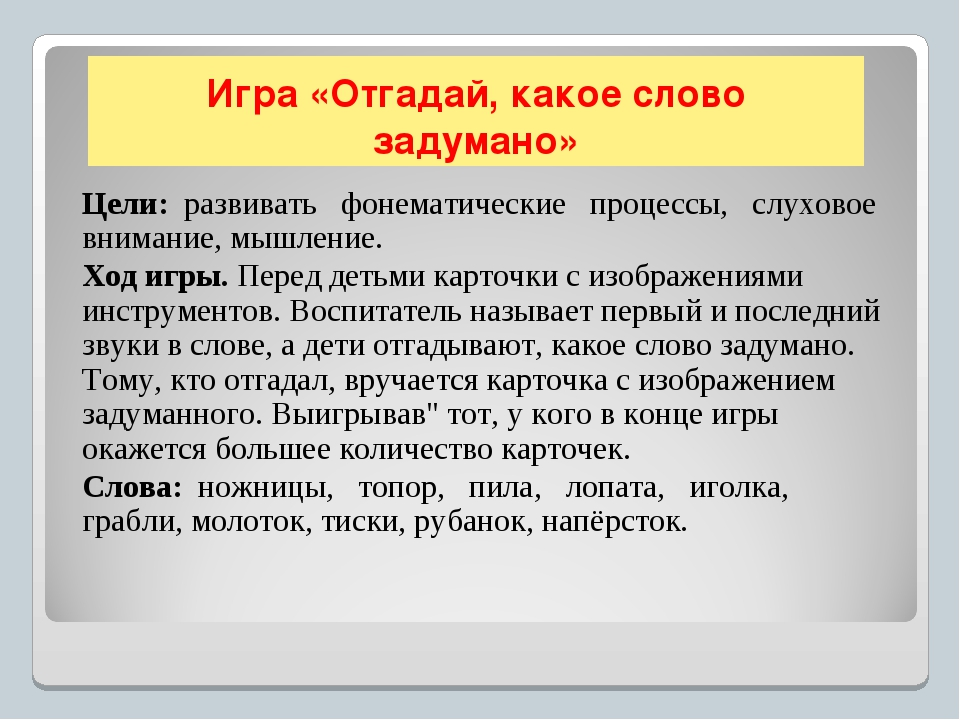 Игра «Отгадай, какое слово
задумано»
Цели: развивать фонематические процессы, слуховое
внимание, мышление.
Ход игры. Перед детьми карточки с изображениями
инструментов. Воспитатель называет первый и последний
звуки в слове, а дети отгадывают, какое слово задумано.
Тому, кто отгадал, вручается карточка с изображением
задуманного. Выигрывав" тот, у кого в конце игры
окажется большее количество карточек.
Слова: ножницы, топор, пила, лопата, иголка,
грабли, молоток, тиски, рубанок, напёрсток.